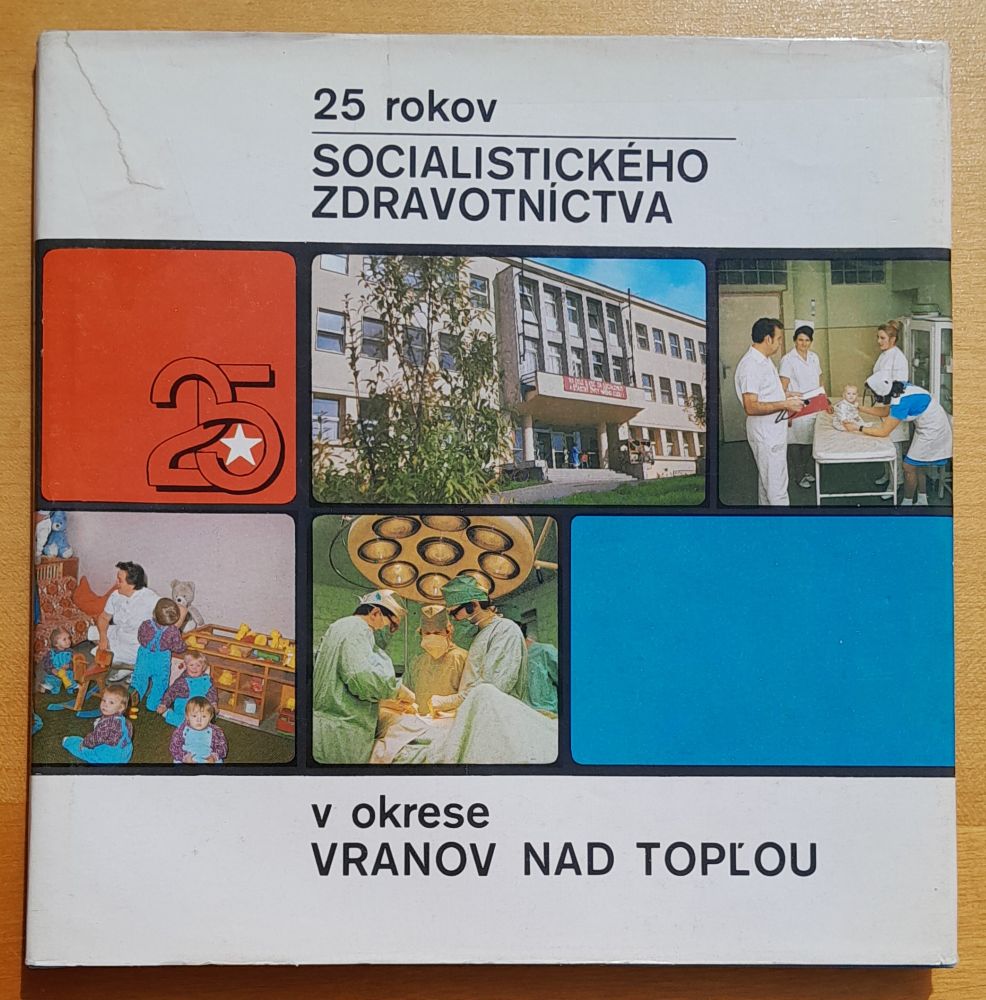 25 rokov
SOCIALISTICKÉHO
ZDRAVOTNÍCTVA
25
v okrese
VRANOV NAD TOPĽOU